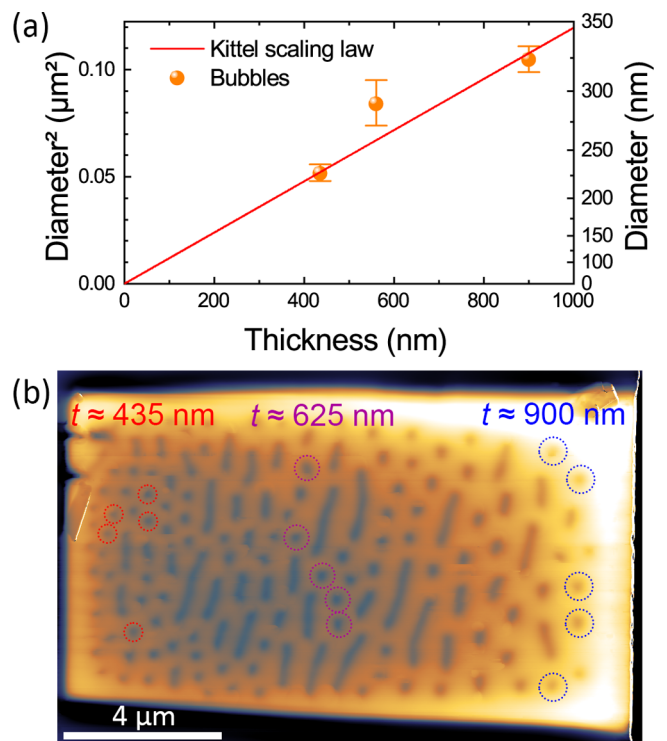 (a)
Kittel scaling law
Bubbles
Diameter² (µm²)
0.10
0.05
0.00
350
300
250
200
150
100
0
Diameter (nm)
0 200 400 600 800 1000
Thickness (nm)
(b)
t ≈ 435 nm t ≈ 625 nm t ≈ 900 nm
4 µm